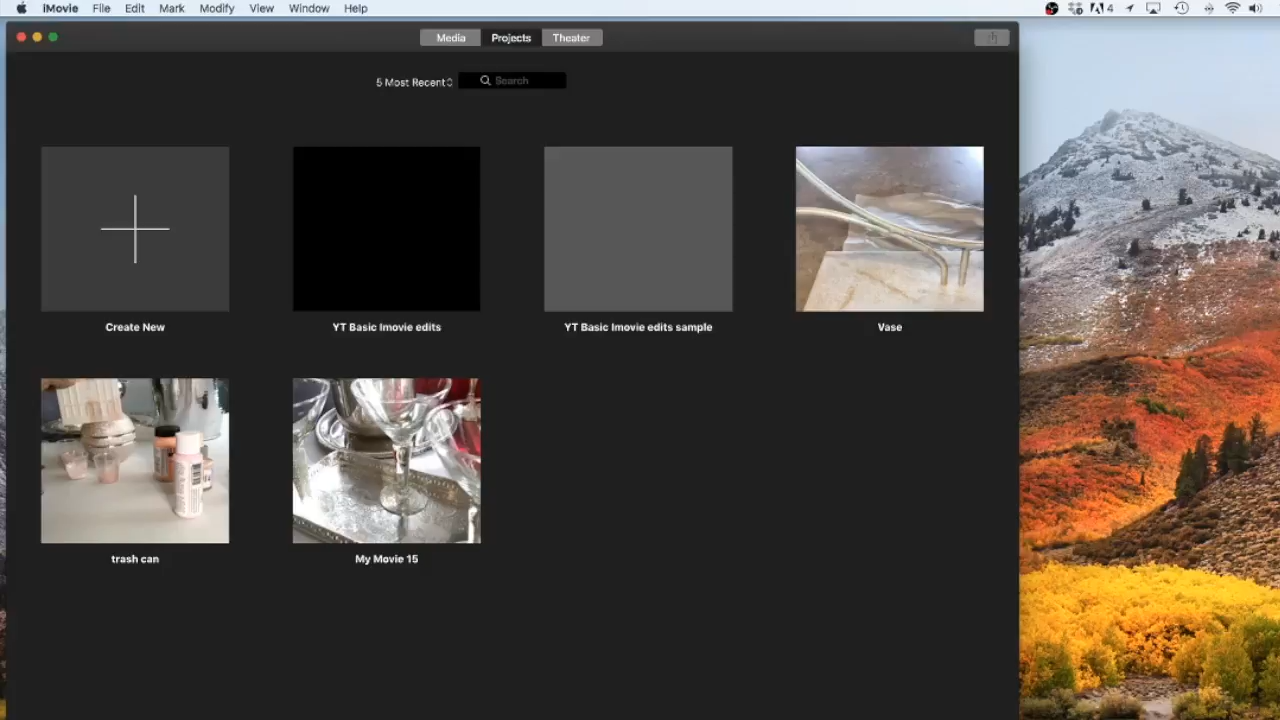 iMovie File Edit Mark Modify View Window Help 4
Media Projects Theater
5 Most Recent Search
Create New YT Basic Imovie edits YT Basic Imovie edits sample Vase
trash can My Movie 15